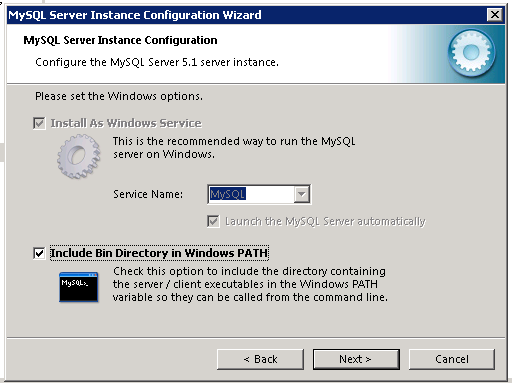 MySQL Server Instance Configuration Wizard
MySQL Server Instance Configuration
Configure the MySQL Server 5.1 server instance.
Please set the Windows options.
Install As Windows Service
This is the recommended way to run the MySQL
server on Windows.
Service Name: MySQL
Launch the MySQL Server automatically
Include Bin Directory in Windows PATH
MySQL>_
Check this option to include the directory containing
the server / client executables in the Windows PATH
variable so they can be called from the command line.
< Back Next > Cancel